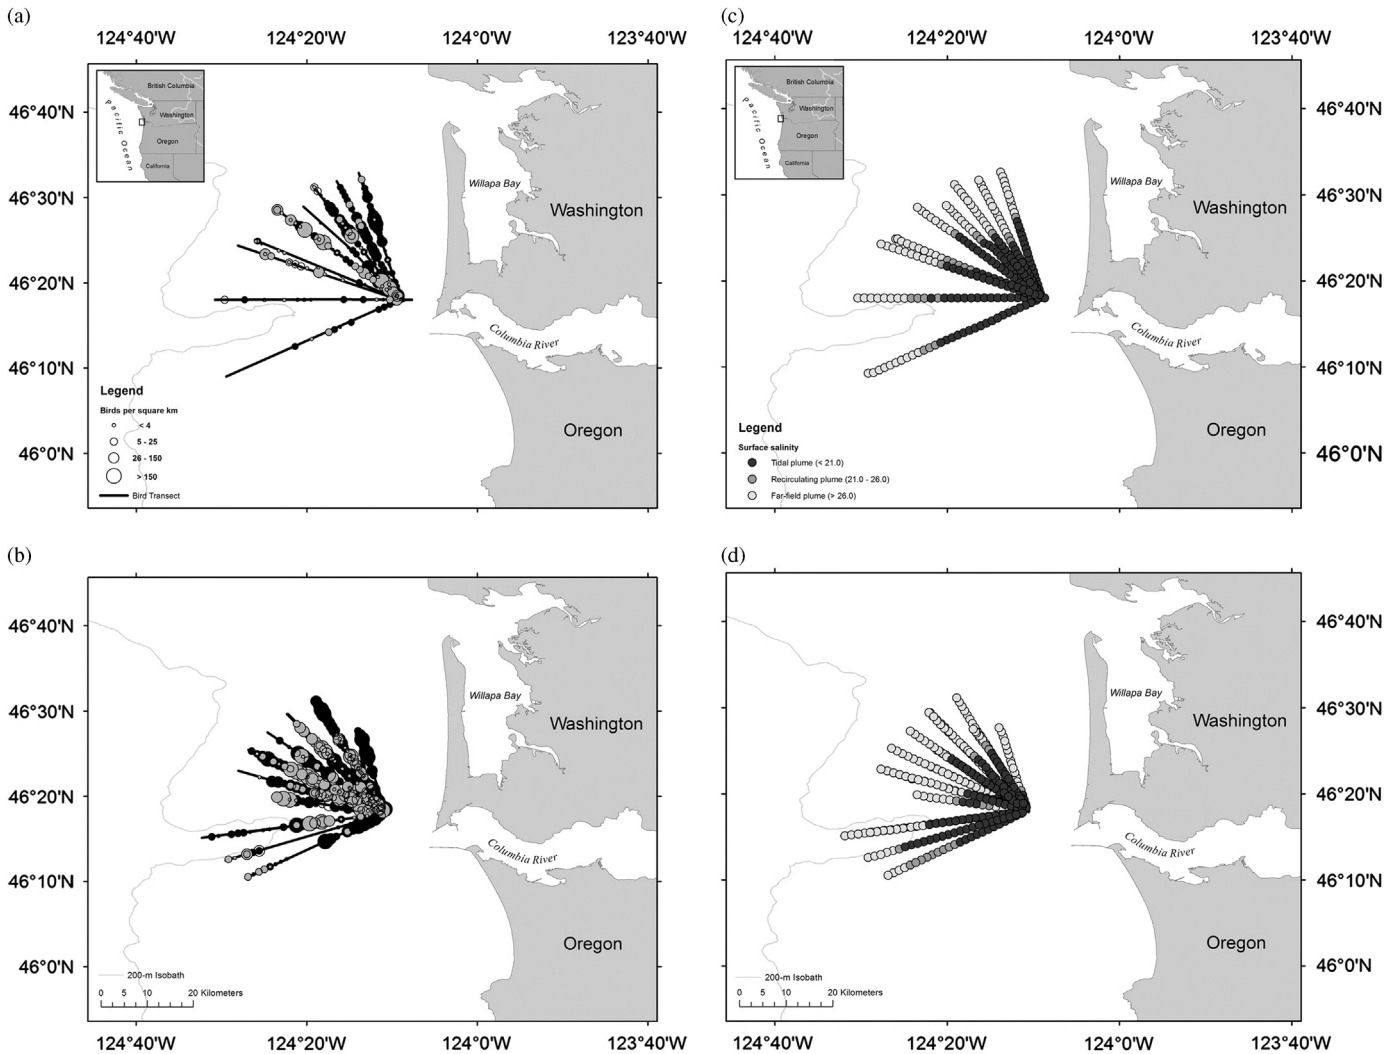 (a)
124°40'W 124°20'W 124°0'W 123°40'W
British Columbia
Washington
Oregon
California
Pacific Ocean
46°40'N
46°30'N
46°20'N
46°10'N
46°0'N
Willapa Bay
Washington
Columbia River
Oregon
Legend
Birds per square km
< 4
5 - 25
26 - 150
> 150
Bird Transect
(c)
124°40'W 124°20'W 124°0'W 123°40'W
British Columbia
Washington
Oregon
California
Pacific Ocean
46°40'N
46°30'N
46°20'N
46°10'N
46°0'N
Willapa Bay
Washington
Columbia River
Oregon
Legend
Surface salinity
Tidal plume (< 21.0)
Recirculating plume (21.0 - 26.0)
Far-field plume (> 26.0)
(b)
46°40'N
46°30'N
46°20'N
46°10'N
46°0'N
Willapa Bay
Washington
Columbia River
Oregon
200-m Isobath
0 5 10 20 Kilometers
124°40'W 124°20'W 124°0'W 123°40'W
(d)
46°40'N
46°30'N
46°20'N
46°10'N
46°0'N
Willapa Bay
Washington
Columbia River
Oregon
200-m Isobath
0 5 10 20 Kilometers
124°40'W 124°20'W 124°0'W 123°40'W